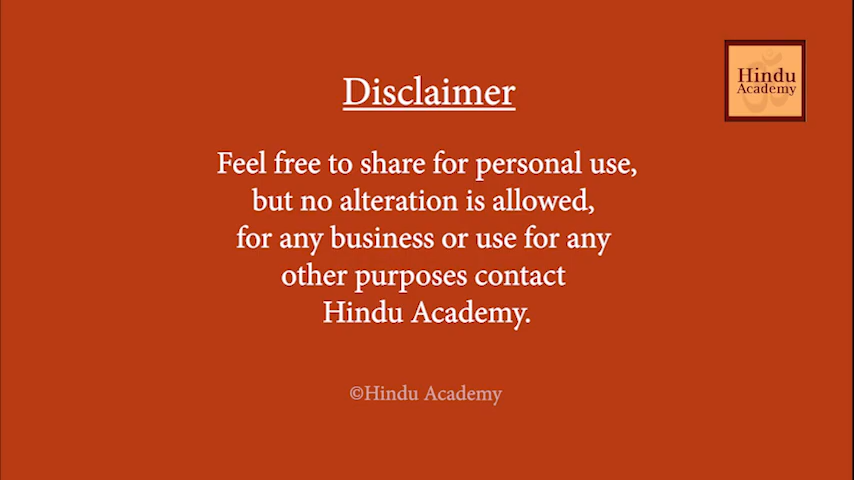 Disclaimer
Hindu
Academy
Feel free to share for personal use,
but no alteration is allowed,
for any business or use for any
other purposes contact
Hindu Academy.
©Hindu Academy